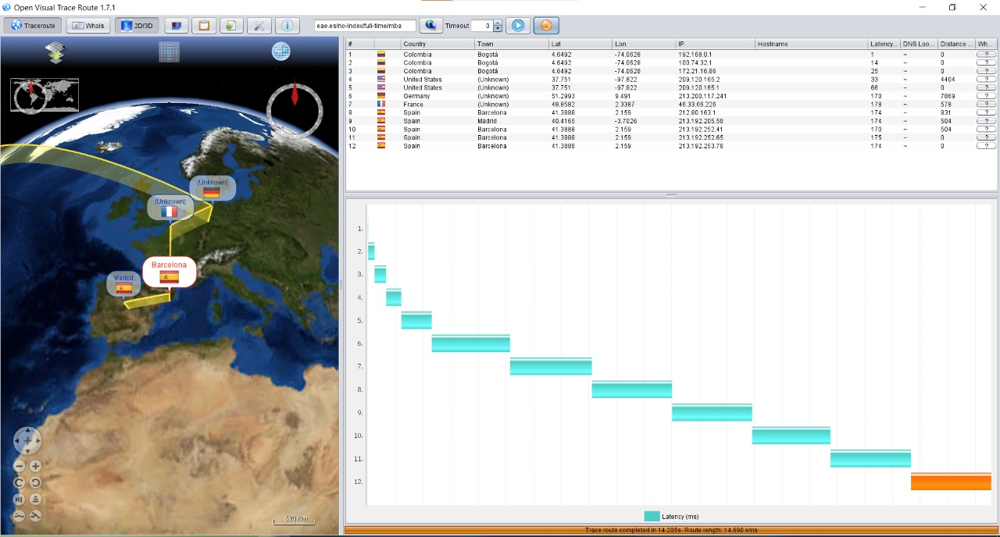 Open Visual Trace Route 1.7.1
Traceroute Whois 2D/3D eae.es/no-index/full-time/mba Timeout 0
# Country Town Lat Lon IP Hostname Latency... DNS Loo... Distance ... Wh...
1 Colombia Bogotá 4.6492 -74.0628 192.168.0.1 1 ~ 0 ?
2 Colombia Bogotá 4.6492 -74.0628 100.74.32.1 14 ~ 0 ?
3 Colombia Bogotá 4.6492 -74.0628 172.21.16.86 25 ~ 0 ?
4 United States (Unknown) 37.751 -97.822 209.120.165.2 33 ~ 4404 ?
5 United States (Unknown) 37.751 -97.822 209.120.165.2 66 ~ 0 ?
6 Germany (Unknown) 51.2993 9.491 213.200.117.241 170 ~ 7869 ?
7 France (Unknown) 48.8582 2.3387 46.33.66.226 178 ~ 578 ?
8 Spain Barcelona 41.3888 2.159 212.80.163.1 174 ~ 831 ?
9 Spain Madrid 40.4165 -3.7026 213.192.205.58 174 ~ 504 ?
10 Spain Barcelona 41.3888 2.159 213.192.252.41 170 ~ 504 ?
11 Spain Barcelona 41.3888 2.159 213.192.252.65 175 ~ 0 ?
12 Spain Barcelona 41.3888 2.159 213.192.253.78 174 ~ 0 ?
(Unknown)
(Unknown)
Barcelona
Madrid
500 Km
1.
2.
3.
4.
5.
6.
7.
8.
9.
10.
11.
12.
Latency (ms)
Trace route completed in 14.205s. Route length: 14,690 kms